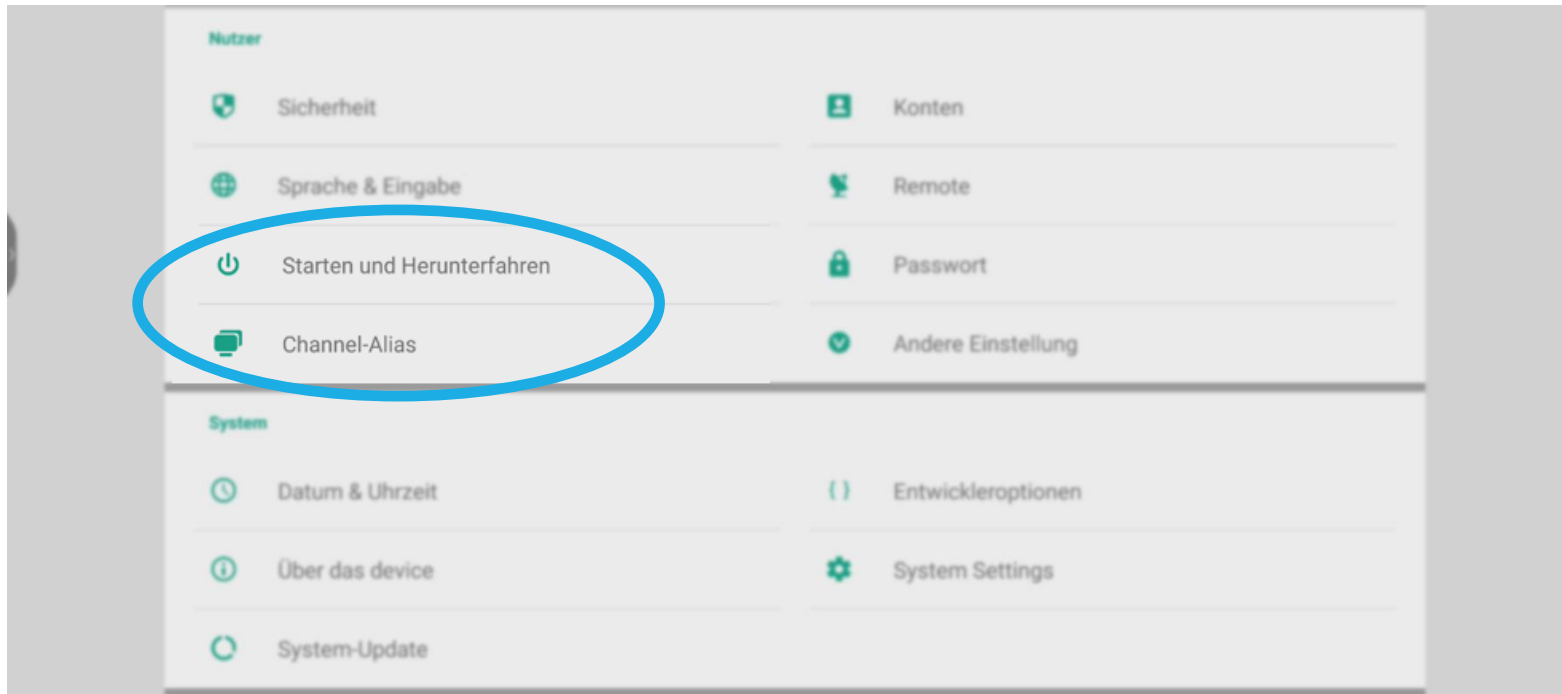 Nutzer
Sicherheit
Konten
Sprache & Eingabe
Remote
Starten und Herunterfahren
Passwort
Channel-Alias
Andere Einstellung
System
Datum & Uhrzeit
Entwickleroptionen
Über das device
System Settings
System-Update